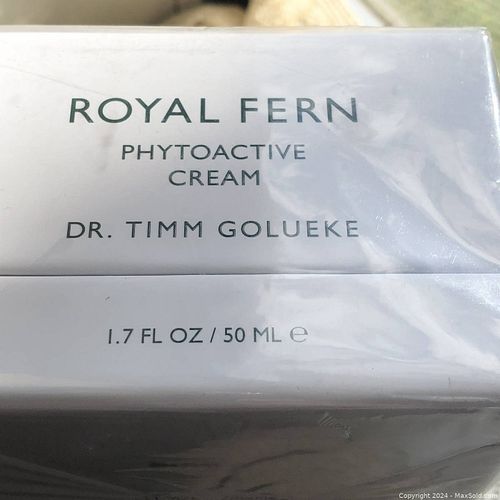 ROYAL FERN
PHYTOACTIVE
CREAM
DR. TIMM GOLUEKE
1.7 FL OZ / 50 ML ℮
Copyright 2024 - MaxSold.com